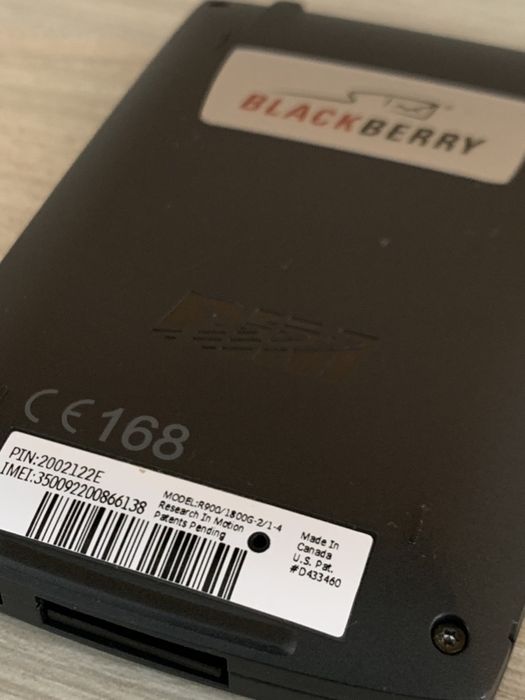 BLACKBERRY
CE168
PIN:2002122E
IMEI:350092200866138
MODEL:R900/1800G-2/1-4
Research In Motion
Patents Pending
Made In
Canada
U.S. Pat.
#D433460